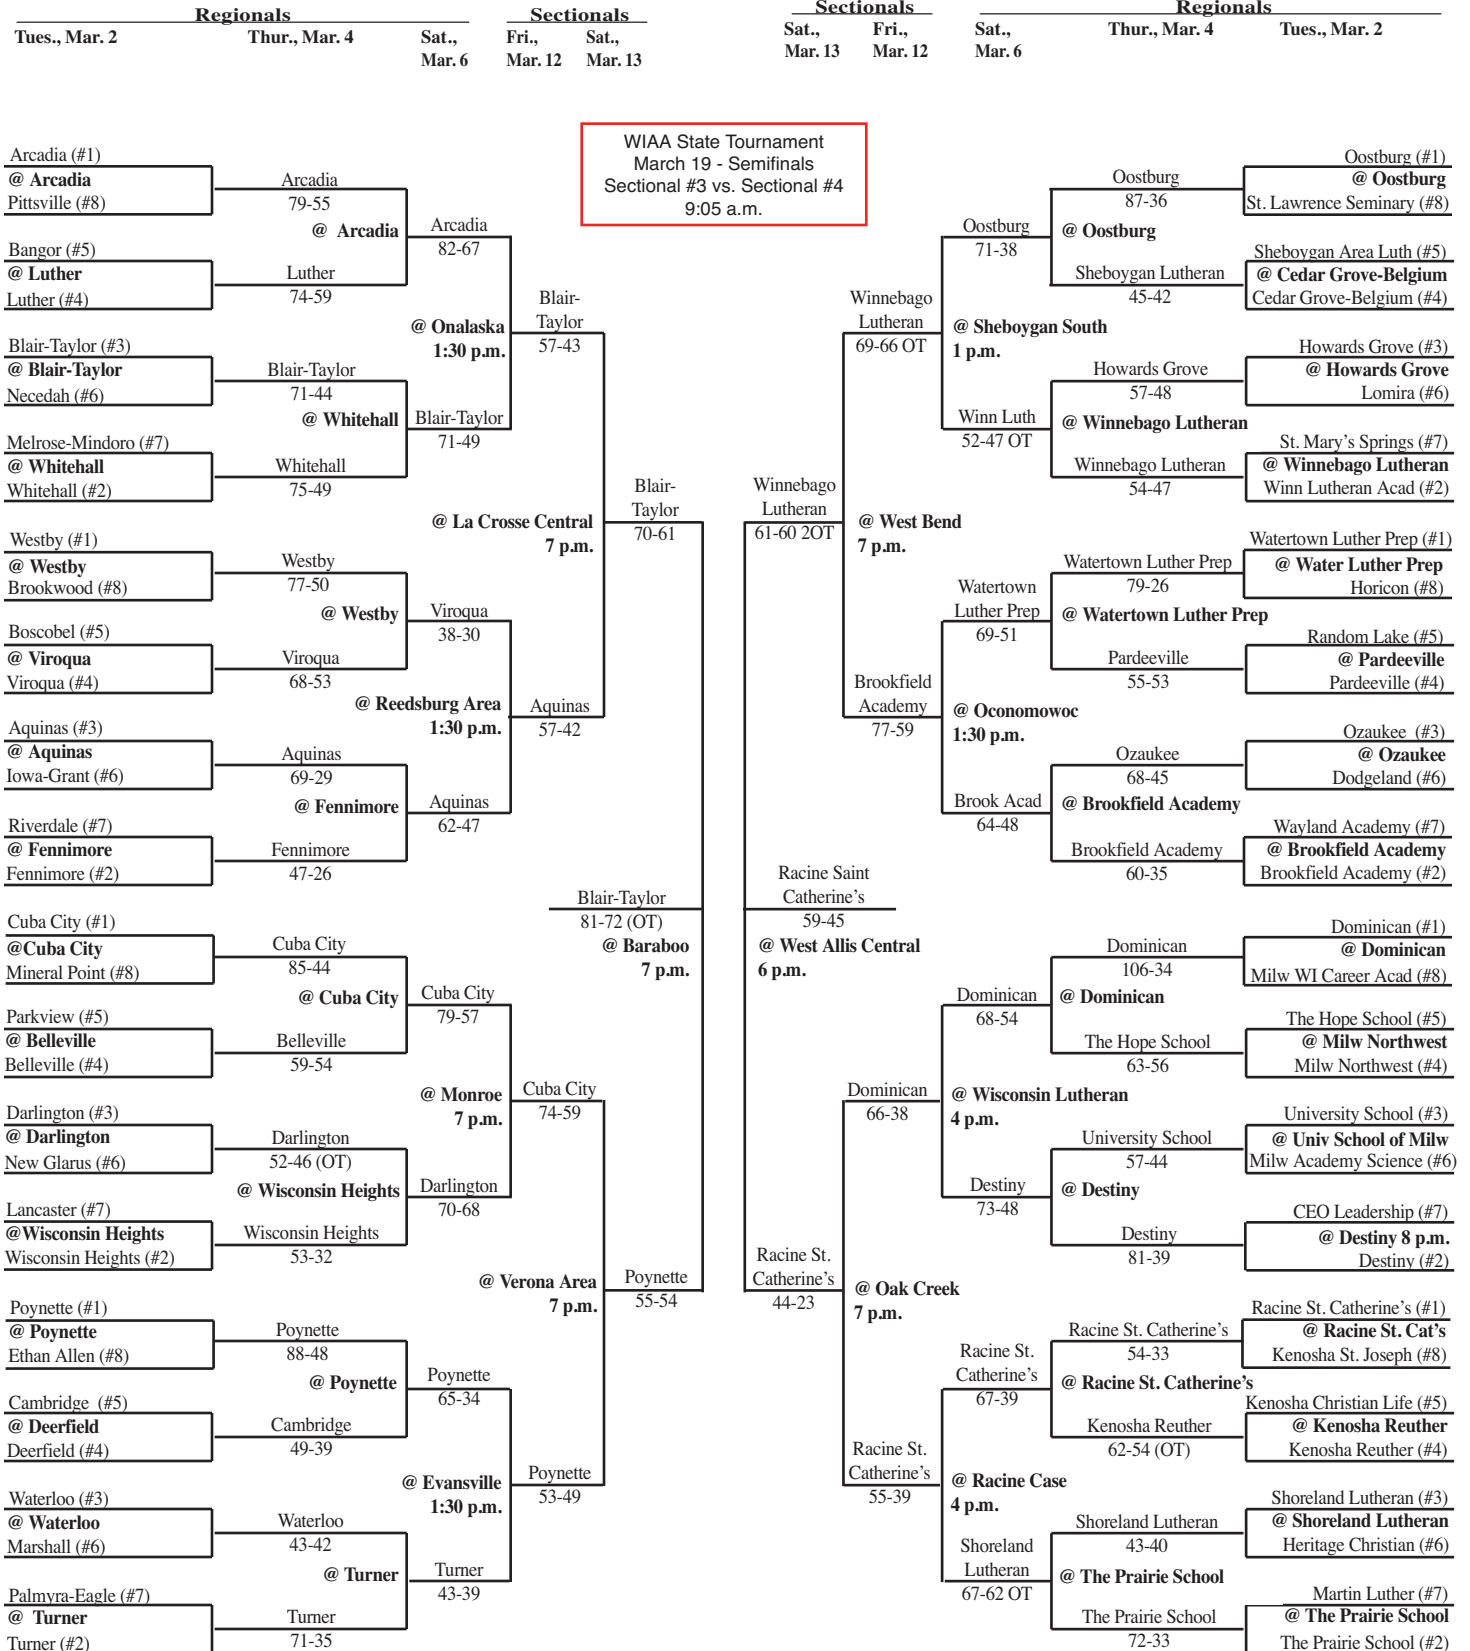 Regionals
Sectionals
Sectionals
Regionals
Tues., Mar. 2
Thur., Mar. 4
Sat.,
Mar. 6
Fri.,
Mar. 12
Sat.,
Mar. 13
Sat.,
Mar. 13
Fri.,
Mar. 12
Sat.,
Mar. 6
Thur., Mar. 4
Tues., Mar. 2
WIAA State Tournament
March 19 - Semifinals
Sectional #3 vs. Sectional #4
9:05 a.m.
Arcadia (#1)
@ Arcadia
Pittsville (#8)
Bangor (#5)
@ Luther
Luther (#4)
Blair-Taylor (#3)
@ Blair-Taylor
Necedah (#6)
Melrose-Mindoro (#7)
@ Whitehall
Whitehall (#2)
Westby (#1)
@ Westby
Brookwood (#8)
Boscobel (#5)
@ Viroqua
Viroqua (#4)
Aquinas (#3)
@ Aquinas
Iowa-Grant (#6)
Riverdale (#7)
@ Fennimore
Fennimore (#2)
Cuba City (#1)
@Cuba City
Mineral Point (#8)
Parkview (#5)
@ Belleville
Belleville (#4)
Darlington (#3)
@ Darlington
New Glarus (#6)
Lancaster (#7)
@Wisconsin Heights
Wisconsin Heights (#2)
Poynette (#1)
@ Poynette
Ethan Allen (#8)
Cambridge (#5)
@ Deerfield
Deerfield (#4)
Waterloo (#3)
@ Waterloo
Marshall (#6)
Palmyra-Eagle (#7)
@ Turner
Turner (#2)
Arcadia
79-55
@ Arcadia
Luther
74-59
Blair-Taylor
71-44
@ Whitehall
Whitehall
75-49
Westby
77-50
@ Westby
Viroqua
68-53
Aquinas
69-29
@ Fennimore
Fennimore
47-26
Cuba City
85-44
@ Cuba City
Belleville
59-54
Darlington
52-46 (OT)
@ Wisconsin Heights
Wisconsin Heights
53-32
Poynette
88-48
@ Poynette
Cambridge
49-39
Waterloo
43-42
@ Turner
Turner
71-35
Arcadia
82-67
@ Onalaska
1:30 p.m.
Blair-Taylor
71-49
Viroqua
38-30
@ Reedsburg Area
1:30 p.m.
Aquinas
62-47
Cuba City
79-57
@ Monroe
7 p.m.
Darlington
70-68
Poynette
65-34
@ Evansville
1:30 p.m.
Turner
43-39
Blair-
Taylor
57-43
@ La Crosse Central
7 p.m.
Aquinas
57-42
Cuba City
74-59
@ Verona Area
7 p.m.
Poynette
53-49
Blair-
Taylor
70-61
Blair-Taylor
81-72 (OT)
@ Baraboo
7 p.m.
Poynette
55-54
Winnebago
Lutheran
61-60 2OT
Racine Saint
Catherine's
59-45
@ West Allis Central
6 p.m.
Racine St.
Catherine's
44-23
Winnebago
Lutheran
69-66 OT
@ West Bend
7 p.m.
Brookfield
Academy
77-59
Dominican
66-38
@ Oak Creek
7 p.m.
Racine St.
Catherine's
55-39
Oostburg
71-38
@ Sheboygan South
1 p.m.
Winn Luth
52-47 OT
Watertown
Luther Prep
69-51
@ Oconomowoc
1:30 p.m.
Brook Acad
64-48
Dominican
68-54
@ Wisconsin Lutheran
4 p.m.
Destiny
73-48
Racine St.
Catherine's
67-39
@ Racine Case
4 p.m.
Shoreland
Lutheran
67-62 OT
Oostburg
87-36
@ Oostburg
Sheboygan Lutheran
45-42
Howards Grove
57-48
@ Winnebago Lutheran
Winnebago Lutheran
54-47
Watertown Luther Prep
79-26
@ Watertown Luther Prep
Pardeeville
55-53
Ozaukee
68-45
@ Brookfield Academy
Brookfield Academy
60-35
Dominican
106-34
@ Dominican
The Hope School
63-56
University School
57-44
@ Destiny
Destiny
81-39
Racine St. Catherine's
54-33
@ Racine St. Catherine's
Kenosha Reuther
62-54 (OT)
Shoreland Lutheran
43-40
@ The Prairie School
The Prairie School
72-33
Oostburg (#1)
@ Oostburg
St. Lawrence Seminary (#8)
Sheboygan Area Luth (#5)
@ Cedar Grove-Belgium
Cedar Grove-Belgium (#4)
Howards Grove (#3)
@ Howards Grove
Lomira (#6)
St. Mary's Springs (#7)
@ Winnebago Lutheran
Winn Lutheran Acad (#2)
Watertown Luther Prep (#1)
@ Water Luther Prep
Horicon (#8)
Random Lake (#5)
@ Pardeeville
Pardeeville (#4)
Ozaukee (#3)
@ Ozaukee
Dodgeland (#6)
Wayland Academy (#7)
@ Brookfield Academy
Brookfield Academy (#2)
Dominican (#1)
@ Dominican
Milw WI Career Acad (#8)
The Hope School (#5)
@ Milw Northwest
Milw Northwest (#4)
University School (#3)
@ Univ School of Milw
Milw Academy Science (#6)
CEO Leadership (#7)
@ Destiny 8 p.m.
Destiny (#2)
Racine St. Catherine's (#1)
@ Racine St. Cat's
Kenosha St. Joseph (#8)
Kenosha Christian Life (#5)
@ Kenosha Reuther
Kenosha Reuther (#4)
Shoreland Lutheran (#3)
@ Shoreland Lutheran
Heritage Christian (#6)
Martin Luther (#7)
@ The Prairie School
The Prairie School (#2)